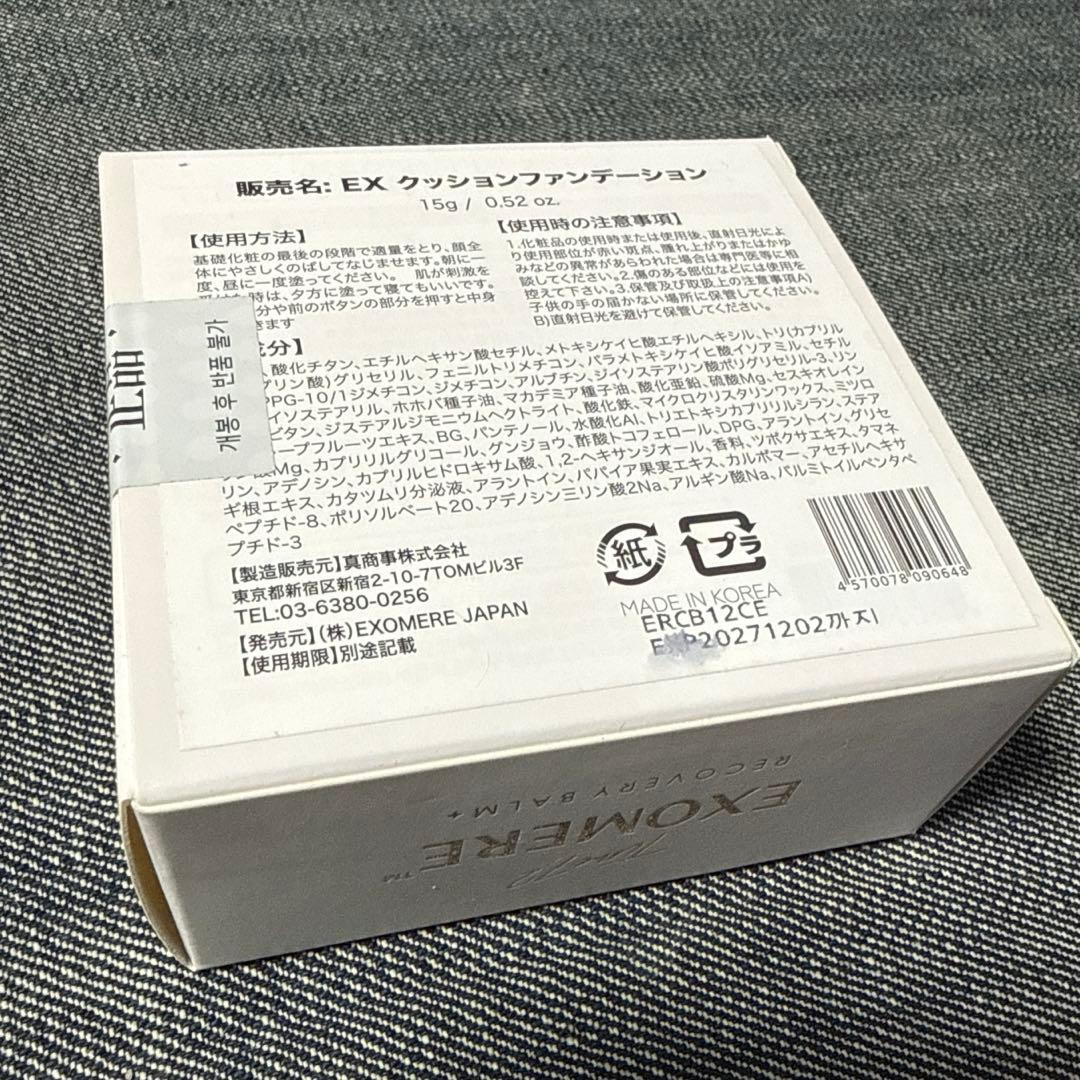 販売名: EX クッションファンデーション
15g / 0.52 oz.
【使用方法】
基礎化粧の最後の段階で適量をとり、顔全
体にやさしくのばしてなじませます。朝に一
度、昼に一度塗ってください。 肌が刺激を
時は、夕方に塗って寝てもいいです。
分や前のボタンの部分を押すと中身
きます
【使用時の注意事項】
1.化粧品の使用時または使用後、直射日光によ
り使用部位が赤い斑点、腫れ上がりまたはかゆ
みなどの異常があらわれた場合は専門医等に相
談してください。2.傷のある部位などには使用を
控えて下さい。3.保管及び取扱上の注意事項A)
子供の手の届かない場所に保管してください。
B)直射日光を避けて保管してください。
成分】
、酸化チタン、エチルヘキサン酸セチル、メトキシケイヒ酸エチルヘキシル、トリ(カプリル
プリン酸)グリセリル、フェニルトリメチコン、パラメトキシケイヒ酸イソアミル、セチル
PPG-10/1ジメチコン、ジメチコン、アルブチン、ジイソステアリン酸ポリグリセリル-3、リン
イソステアリル、ホホバ種子油、マカデミア種子油、酸化亜鉛、硫酸Mg、セスキオレイン
ビタン、ジステアルジモニウムヘクトライト、酸化鉄、マイクロクリスタリンワックス、ミツロ
ープフルーツエキス、BG、パンテノール、水酸化Al、トリエトキシカプリリルシラン、ステア
酸Mg、カプリリルグリコール、グンジョウ、酢酸トコフェロール、DPG、アラントイン、グリセ
リン、アデノシン、カプリルヒドロキサム酸、1,2-ヘキサンジオール、香料、ツボクサエキス、タマネ
ギ根エキス、カタツムリ分泌液、アラントイン、パパイア果実エキス、カルボマー、アセチルヘキサ
ペプチド-8、ポリソルベート20、アデノシン三リン酸2Na、アルギン酸Na、パルミトイルペンタペ
プチド-3
【製造販売元】真商事株式会社
東京都新宿区新宿2-10-7TOMビル3F
TEL:03-6380-0256
【発売元】(株)EXOMERE JAPAN
【使用期限】別途記載
紙
プラ
4 570078 090648
MADE IN KOREA
ERCB12CE
EXP20271202까지
正品
개봉 후 반품 불가
EXOMERE™
RECOVERY BALM+